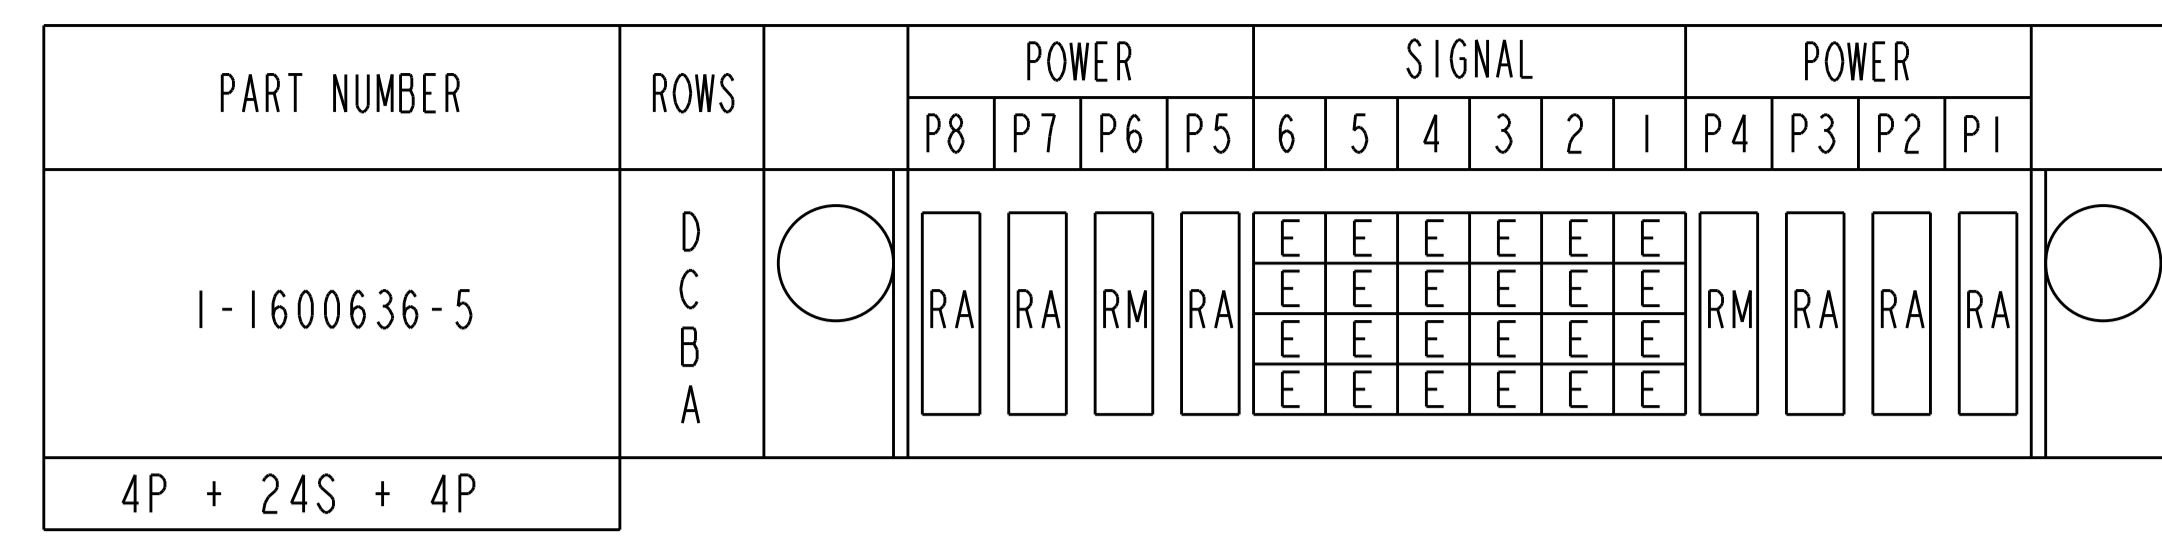 PART NUMBER ROWS POWER SIGNAL POWER
P8 P7 P6 P5 6 5 4 3 2 1 P4 P3 P2 P1
D E E E E E E
C E E E E E E
1-1600636-5 RA RA RM RA RM RA RA RA
B E E E E E E
A E E E E E E
4P + 24S + 4P